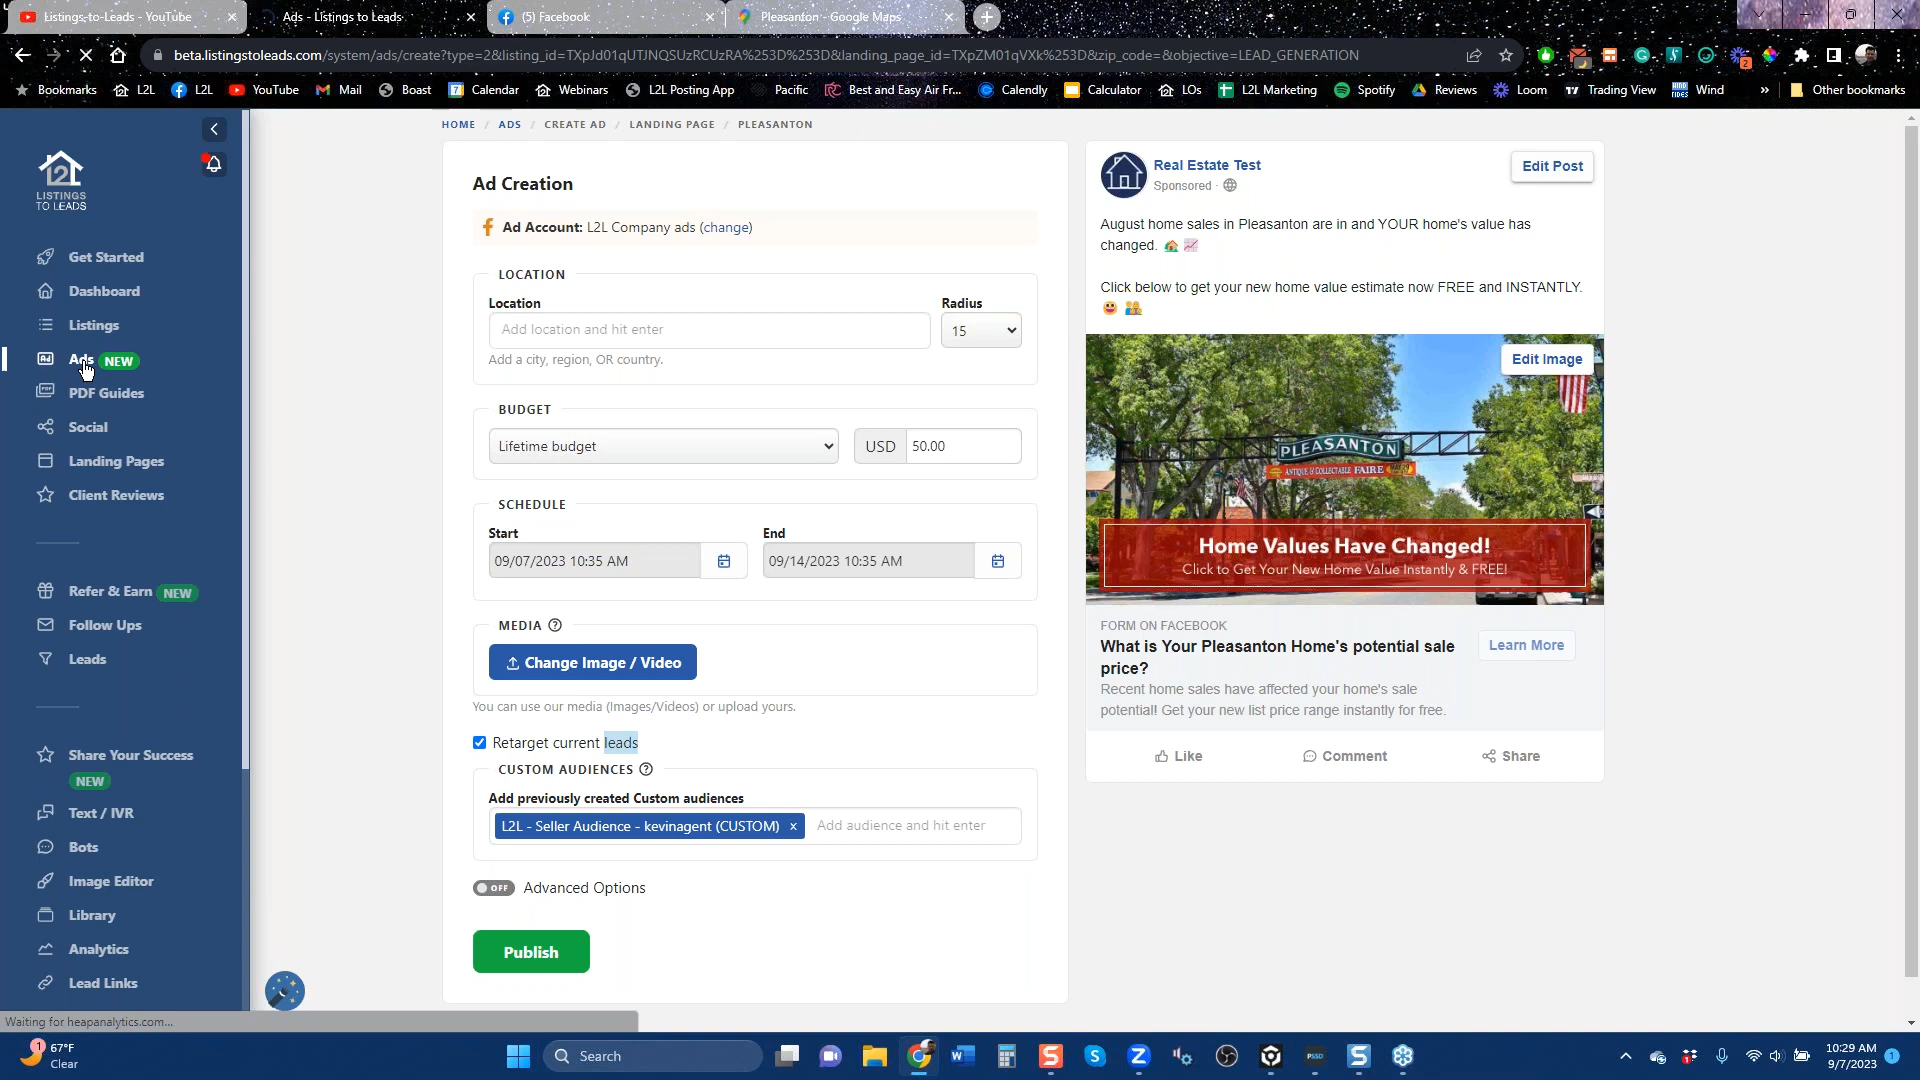 Listings-to-Leads - YouTube
Ads - Listings to Leads
(5) Facebook
Pleasanton - Google Maps
beta.listingstoleads.com/system/ads/create?type=2&listing_id=TXpJd01qUTJNQSUzRCUzRA%253D%253D&landing_page_id=TXpZM01qVXk%253D&zip_code=&objective=LEAD_GENERATION
Bookmarks
L2L
L2L
YouTube
Mail
Boast
Calendar
Webinars
L2L Posting App
Pacific
Best and Easy Air Fr...
Calendly
Calculator
LOs
L2L Marketing
Spotify
Reviews
Loom
Trading View
Wind
»
Other bookmarks
LISTINGS
TO LEADS
Get Started
Dashboard
Listings
Ads NEW
PDF Guides
Social
Landing Pages
Client Reviews
Refer & Earn NEW
Follow Ups
Leads
Share Your Success
NEW
Text / IVR
Bots
Image Editor
Library
Analytics
Lead Links
Waiting for heapanalytics.com...
HOME / ADS / CREATE AD / LANDING PAGE / PLEASANTON
Ad Creation
Ad Account: L2L Company ads (change)
LOCATION
Location
Radius
Add location and hit enter
15
Add a city, region, OR country.
BUDGET
Lifetime budget
USD
50.00
SCHEDULE
Start
End
09/07/2023 10:35 AM
09/14/2023 10:35 AM
MEDIA
Change Image / Video
You can use our media (Images/Videos) or upload yours.
Retarget current leads
CUSTOM AUDIENCES
Add previously created Custom audiences
L2L - Seller Audience - kevinagent (CUSTOM) x
Add audience and hit enter
OFF
Advanced Options
Publish
Real Estate Test
Sponsored ·
Edit Post
August home sales in Pleasanton are in and YOUR home's value has
changed.
Click below to get your new home value estimate now FREE and INSTANTLY.
Edit Image
PLEASANTON
ANTIQUE & COLLECTABLE FAIRE
Home Values Have Changed!
Click to Get Your New Home Value Instantly & FREE!
FORM ON FACEBOOK
What is Your Pleasanton Home's potential sale
price?
Learn More
Recent home sales have affected your home's sale
potential! Get your new list price range instantly for free.
Like
Comment
Share
67°F
Clear
Search
10:29 AM
9/7/2023